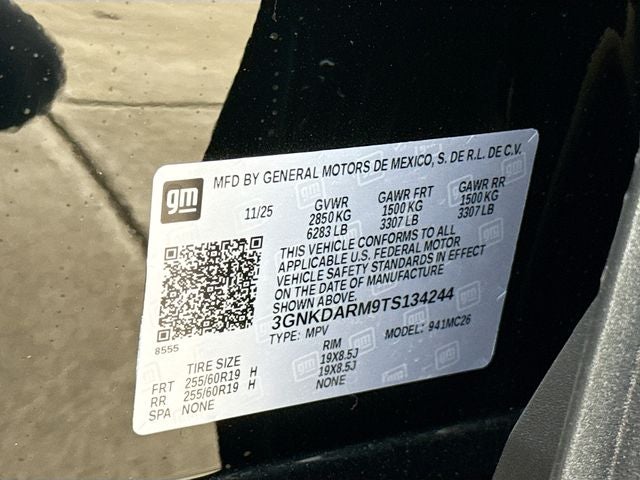 gm
MFD BY GENERAL MOTORS DE MEXICO, S. DE R.L. DE C.V.
11/25 GVWR GAWR FRT GAWR RR
2850 KG 1500 KG 1500 KG
6283 LB 3307 LB 3307 LB
THIS VEHICLE CONFORMS TO ALL
APPLICABLE U.S. FEDERAL MOTOR
VEHICLE SAFETY STANDARDS IN EFFECT
ON THE DATE OF MANUFACTURE
SHOWN ABOVE.
3GNKDARM9TS134244
8555
TYPE: MPV MODEL: 941MC26
TIRE SIZE RIM
FRT 255/60R19 H 19X8.5J
RR 255/60R19 H 19X8.5J
SPA NONE NONE